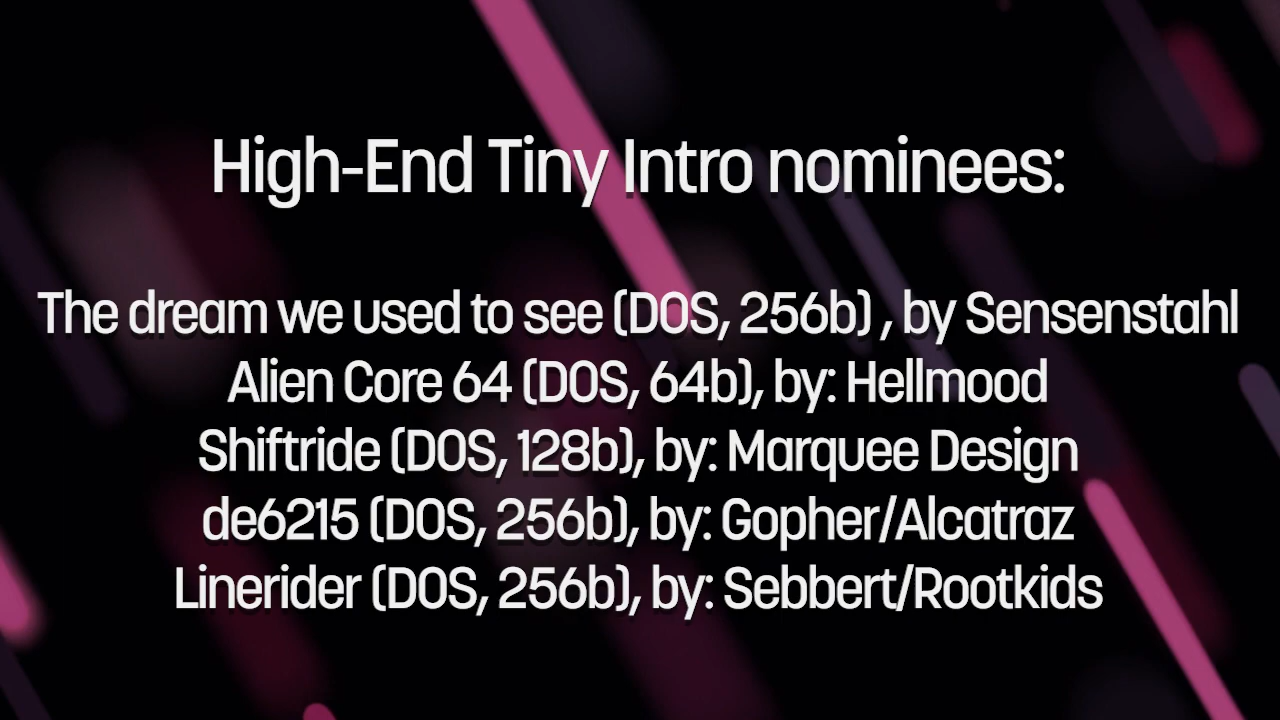 High-End Tiny Intro nominees:
The dream we used to see (DOS, 256b) , by Sensenstahl
Alien Core 64 (DOS, 64b), by: Hellmood
Shiftride (DOS, 128b), by: Marquee Design
de6215 (DOS, 256b), by: Gopher/Alcatraz
Linerider (DOS, 256b), by: Sebbert/Rootkids